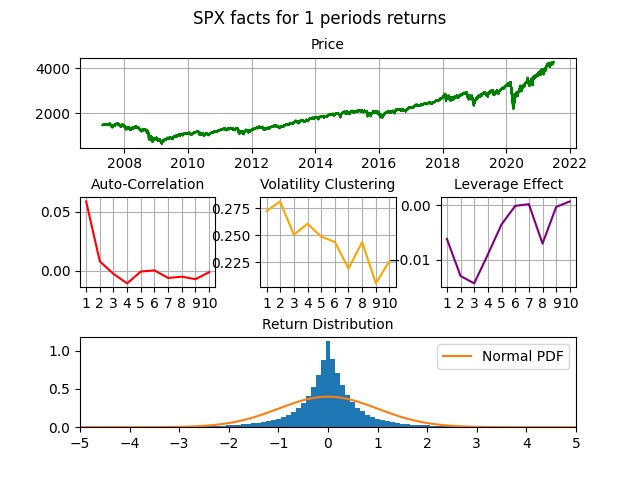 SPX facts for 1 periods returns
Price
4000
2000
2008 2010 2012 2014 2016 2018 2020 2022
Auto-Correlation
0.05
0.00
1 2 3 4 5 6 7 8 9 10
Volatility Clustering
0.275
0.250
0.225
1 2 3 4 5 6 7 8 9 10
Leverage Effect
0.00
−0.01
1 2 3 4 5 6 7 8 9 10
Return Distribution
1.0
0.5
0.0
Normal PDF
−5 −4 −3 −2 −1 0 1 2 3 4 5